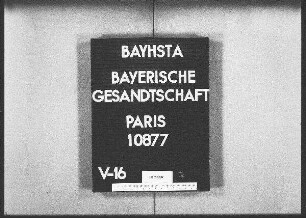 BAYHSTA
BAYERISCHE
GESANDTSCHAFT
PARIS
10877
V-16